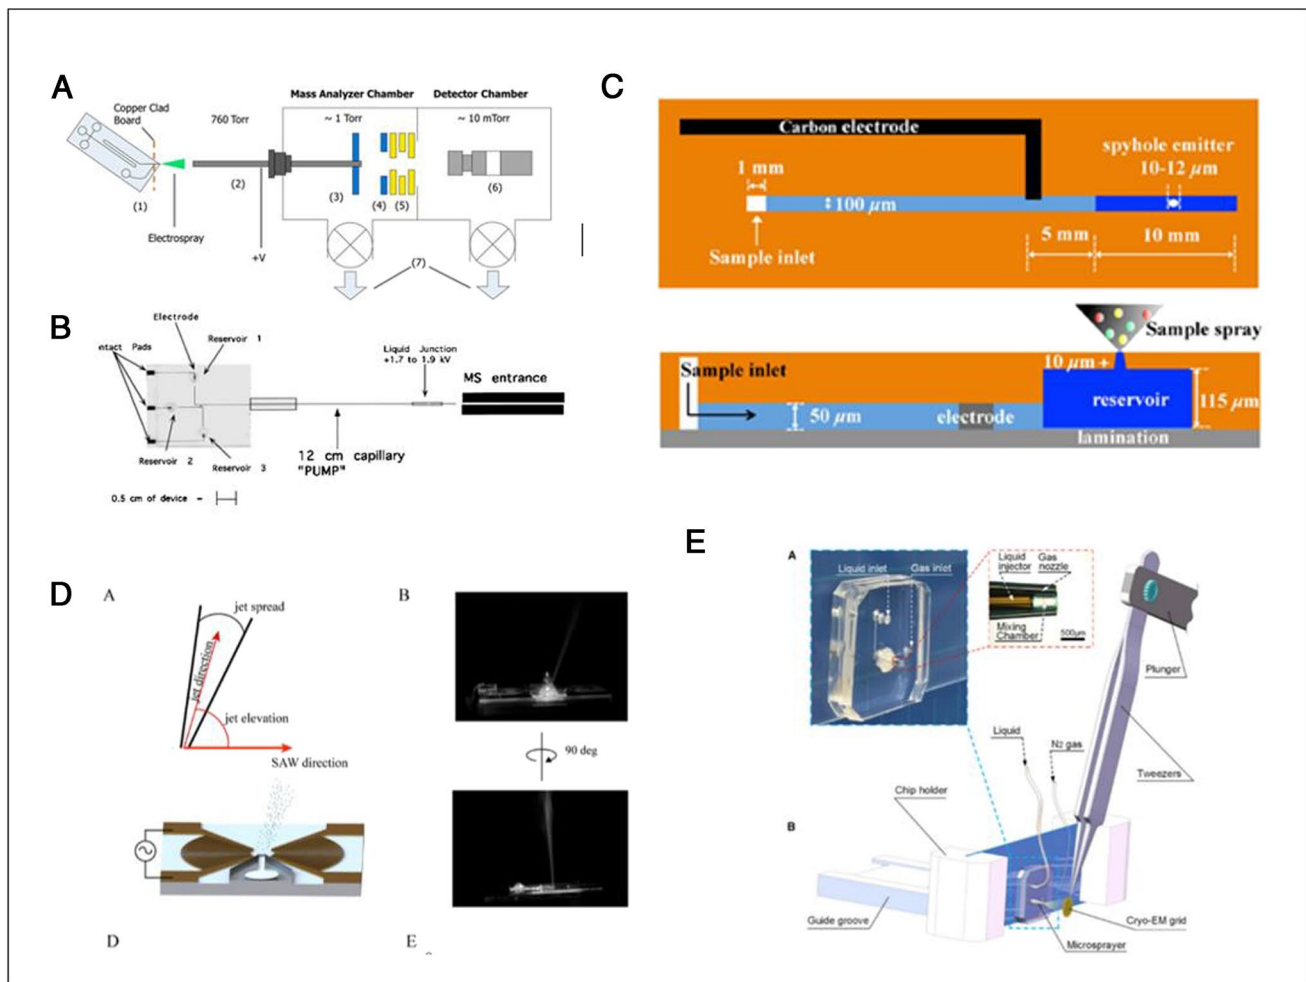 A
Mass Analyzer Chamber
Detector Chamber
Copper Clad
Board
760 Torr
~ 1 Torr
~ 10 mTorr
(1)
(2)
(3)
(4)
(5)
(6)
Electrospray
+V
(7)
B
Electrode
Reservoir 1
ntact Pads
Liquid Junction
+1.7 to 1.9 kV
MS entrance
Reservoir 2
Reservoir 3
12 cm capillary
"PUMP"
0.5 cm of device -
C
Carbon electrode
spyhole emitter
1 mm
10-12 µm
100 µm
5 mm
10 mm
Sample inlet
Sample spray
10 µm
Sample inlet
reservoir
115 µm
50 µm
electrode
lamination
D
A
jet spread
jet direction
jet elevation
SAW direction
B
90 deg
D
E
E
A
Liquid inlet
Gas inlet
Liquid
injector
Gas
nozzle
Mixing
Chamber
500µm
Plunger
Liquid
N2 gas
Tweezers
Chip holder
B
Guide groove
Cryo-EM grid
Microsprayer